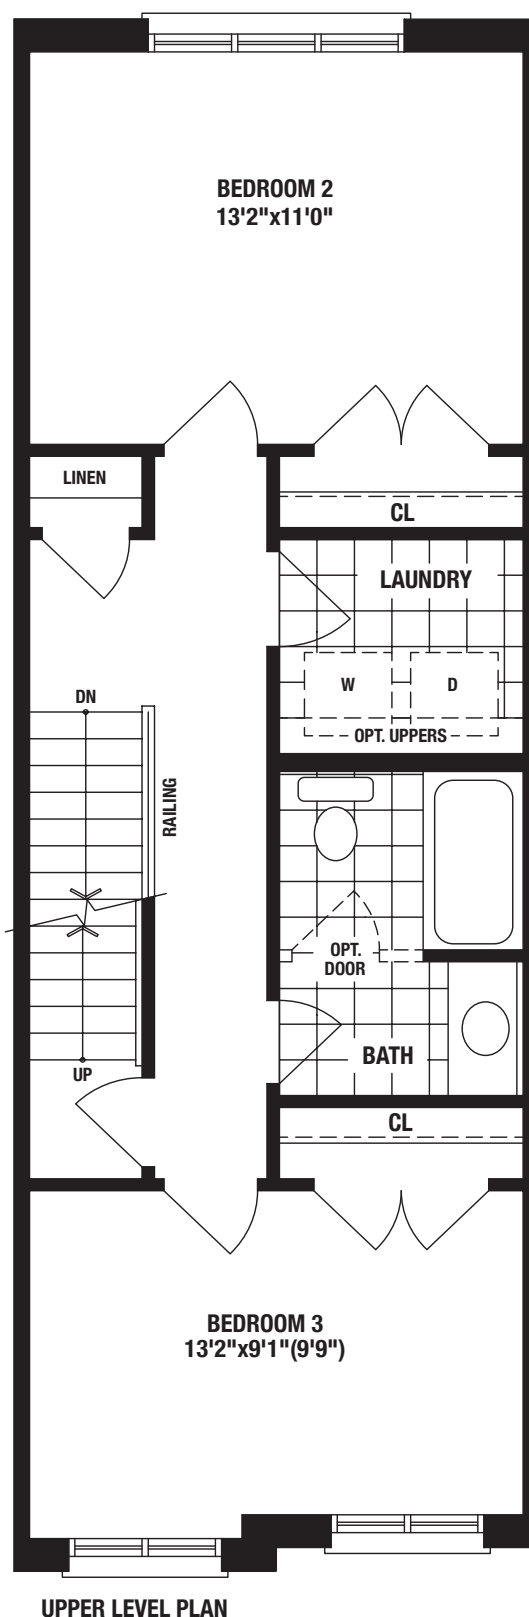 BEDROOM 2
13'2"x11'0"
LINEN
CL
LAUNDRY
W
D
OPT. UPPERS
DN
RAILING
OPT.
DOOR
BATH
UP
CL
BEDROOM 3
13'2"x9'1"(9'9")
UPPER LEVEL PLAN